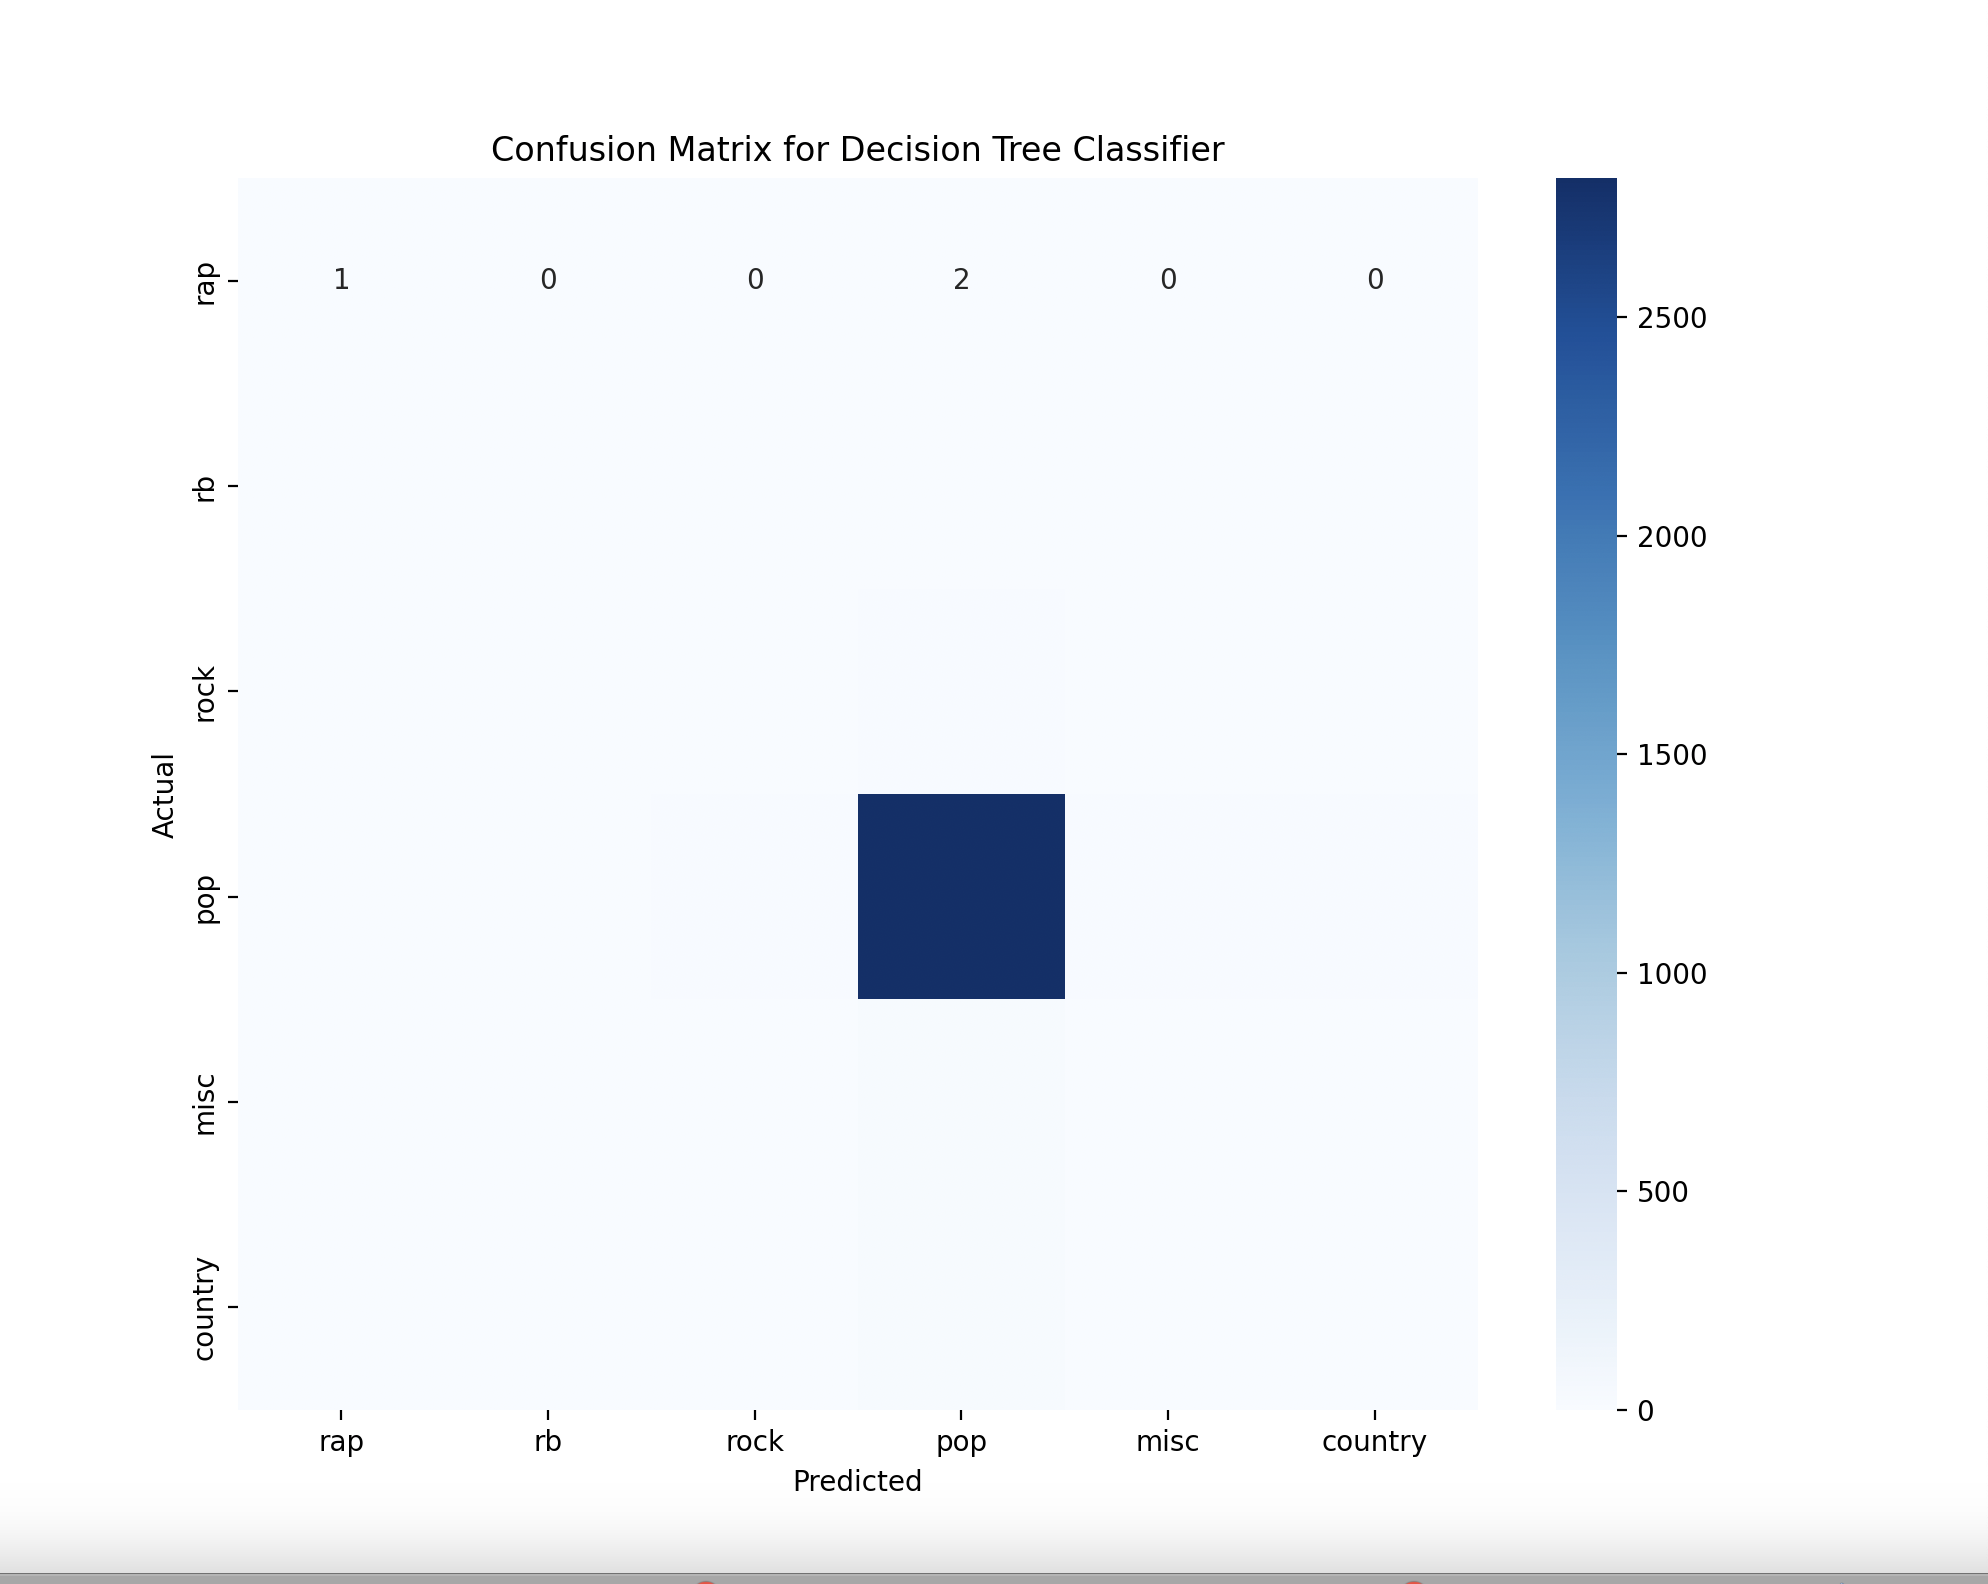 Confusion Matrix for Decision Tree Classifier
rap 1 0 0 2 0 0
rb
rock
pop
misc
country
Actual
rap rb rock pop misc country
Predicted
2500
2000
1500
1000
500
0